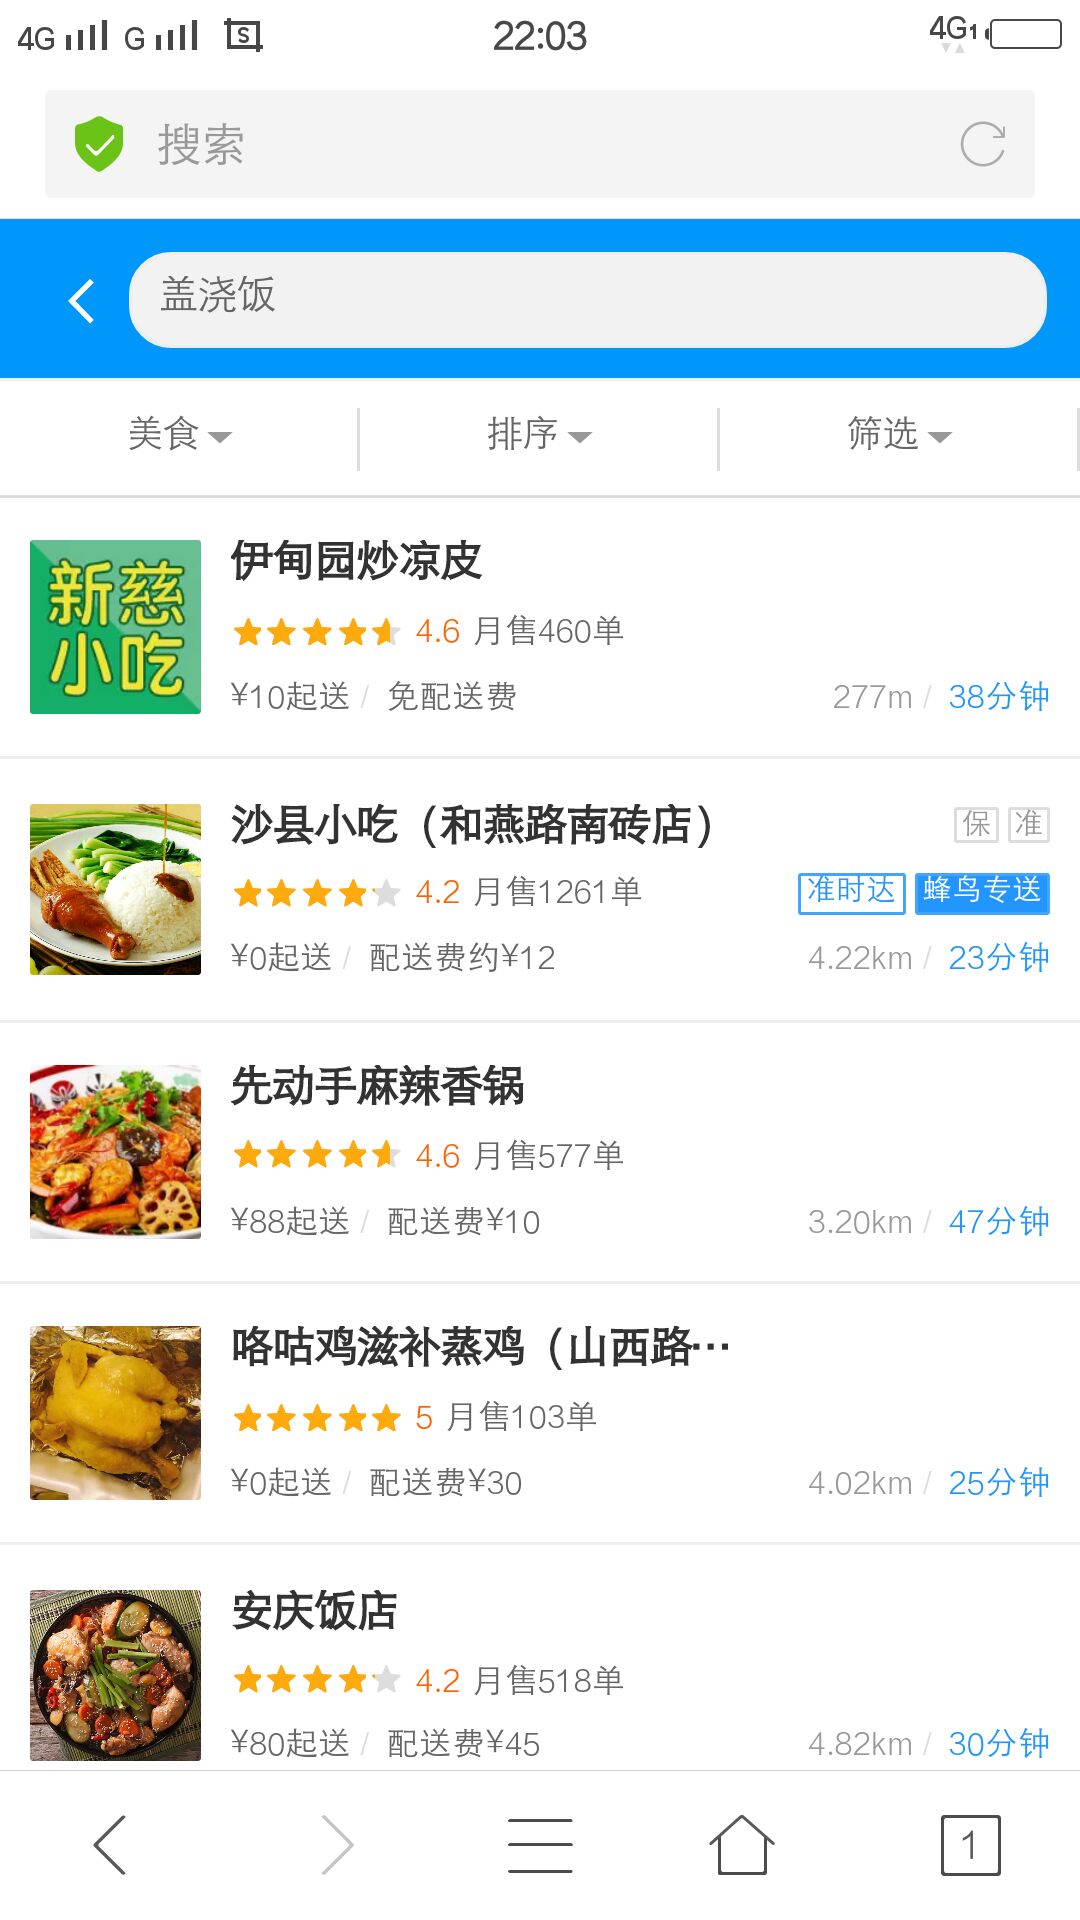 4G G S 22:03 4G1
搜索
盖浇饭
美食 排序 筛选
新慈
小吃
伊甸园炒凉皮
4.6 月售460单
¥10起送 / 免配送费 277m / 38分钟
沙县小吃（和燕路南砖店） 保 准
4.2 月售1261单 准时达 蜂鸟专送
¥0起送 / 配送费约¥12 4.22km / 23分钟
先动手麻辣香锅
4.6 月售577单
¥88起送 / 配送费¥10 3.20km / 47分钟
咯咕鸡滋补蒸鸡（山西路…
5 月售103单
¥0起送 / 配送费¥30 4.02km / 25分钟
安庆饭店
4.2 月售518单
¥80起送 / 配送费¥45 4.82km / 30分钟
1